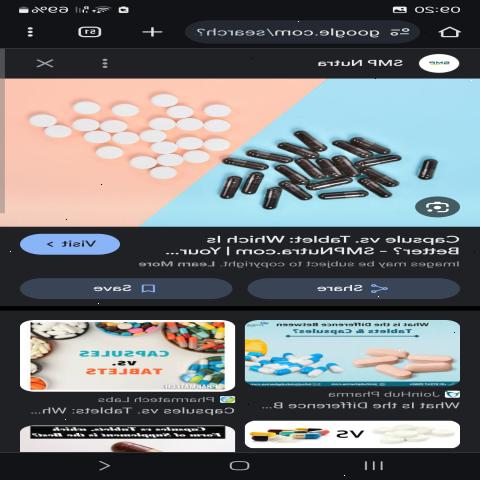 09:20
69%
google.com/search?
51
SMP
SMP Nutra
Capsule vs. Tablet: Which Is
Better? - SMPNutra.com | Your...
Visit >
Images may be subject to copyright. Learn More
Share
Save
What is the Difference Between
Tablets & Capsules?
JoinHub Pharma
What is the Difference B...
CAPSULES
VS.
TABLETS
PHARMATECH
Pharmatech Labs
Capsules vs. Tablets: Wh...
VS
Capsules vs Tablets, which
Form of Supplement is the Best?